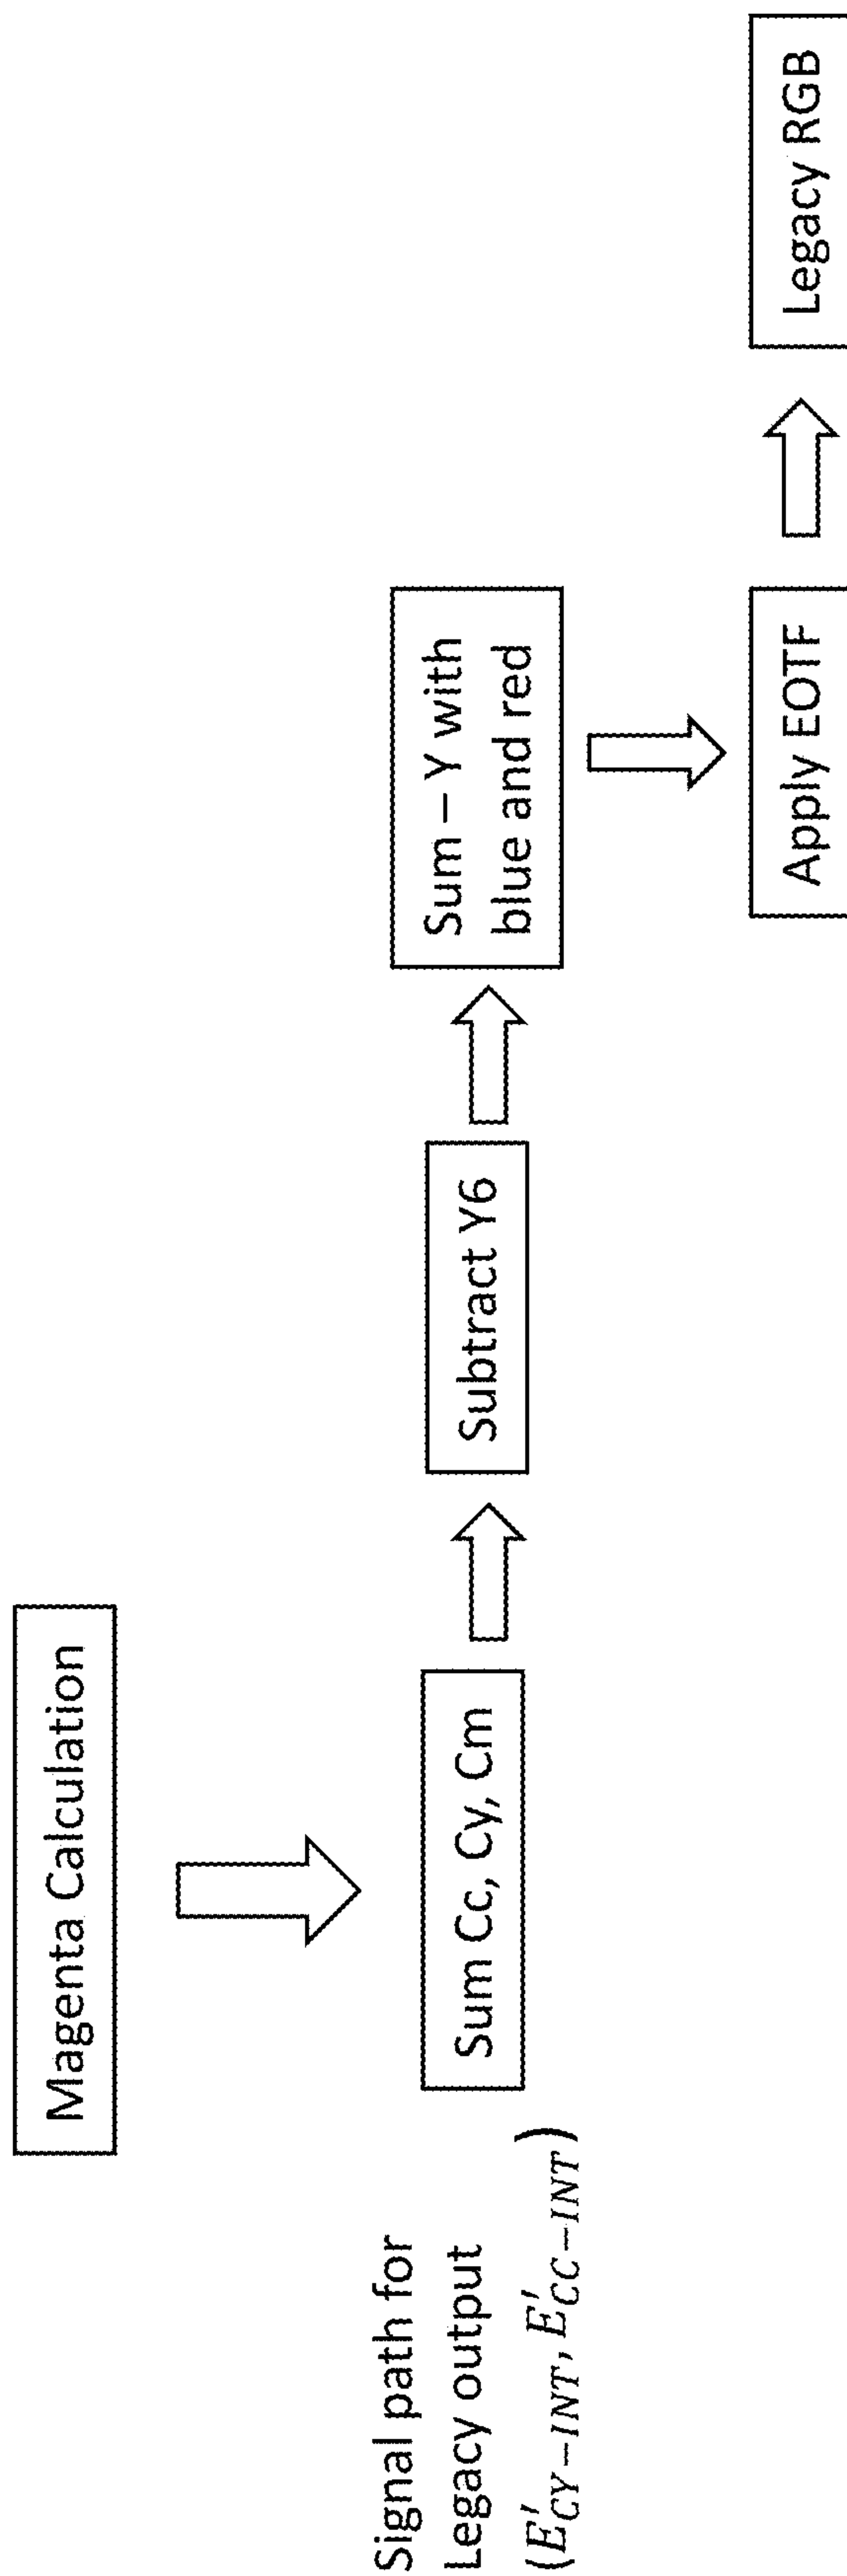 Magenta Calculation
Signal path for
Legacy output
(E′CY−INT, E′CC−INT)
Sum Cc, Cy, Cm
Subtract Y6
Sum – Y with
blue and red
Apply EOTF
Legacy RGB